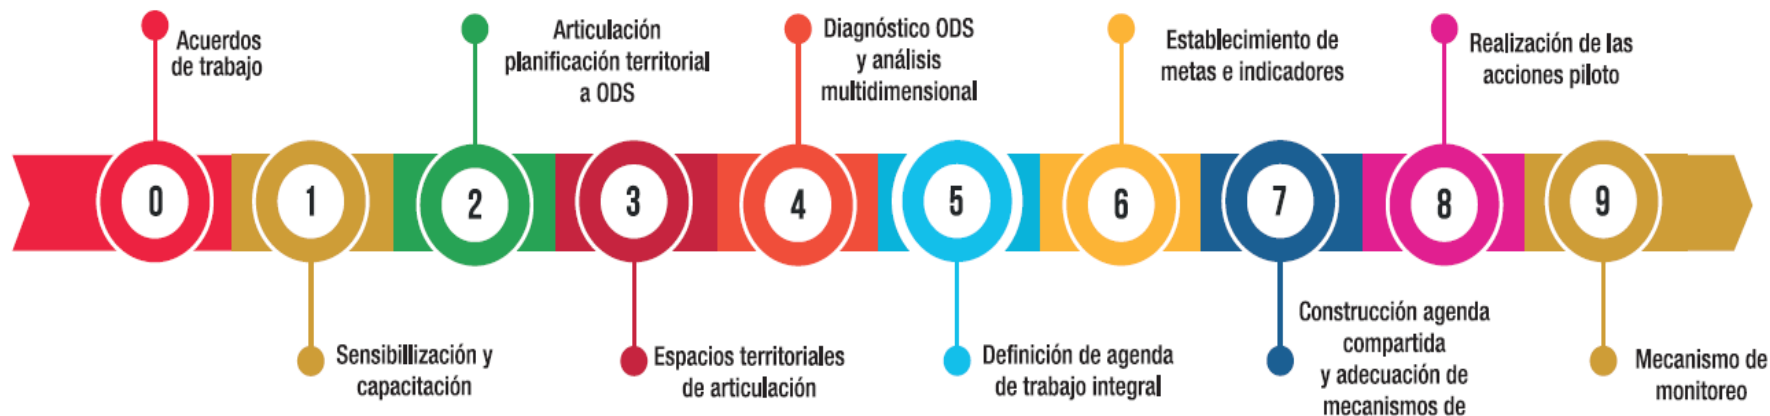 Acuerdos
de trabajo
Articulación
planificación territorial
a ODS
Diagnóstico ODS
y análisis
multidimensional
Establecimiento de
metas e indicadores
Realización de las
acciones piloto
0
1
2
3
4
5
6
7
8
9
Sensibillización y
capacitación
Espacios territoriales
de articulación
Definición de agenda
de trabajo integral
Construcción agenda
compartida
y adecuación de
mecanismos de
Mecanismo de
monitoreo